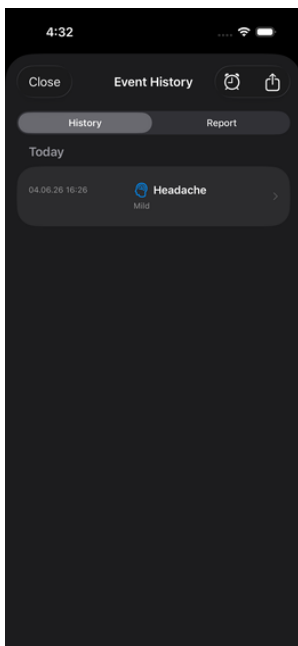 4:32
Close Event History
History Report
Today
04.06.26 16:26 Headache
Mild